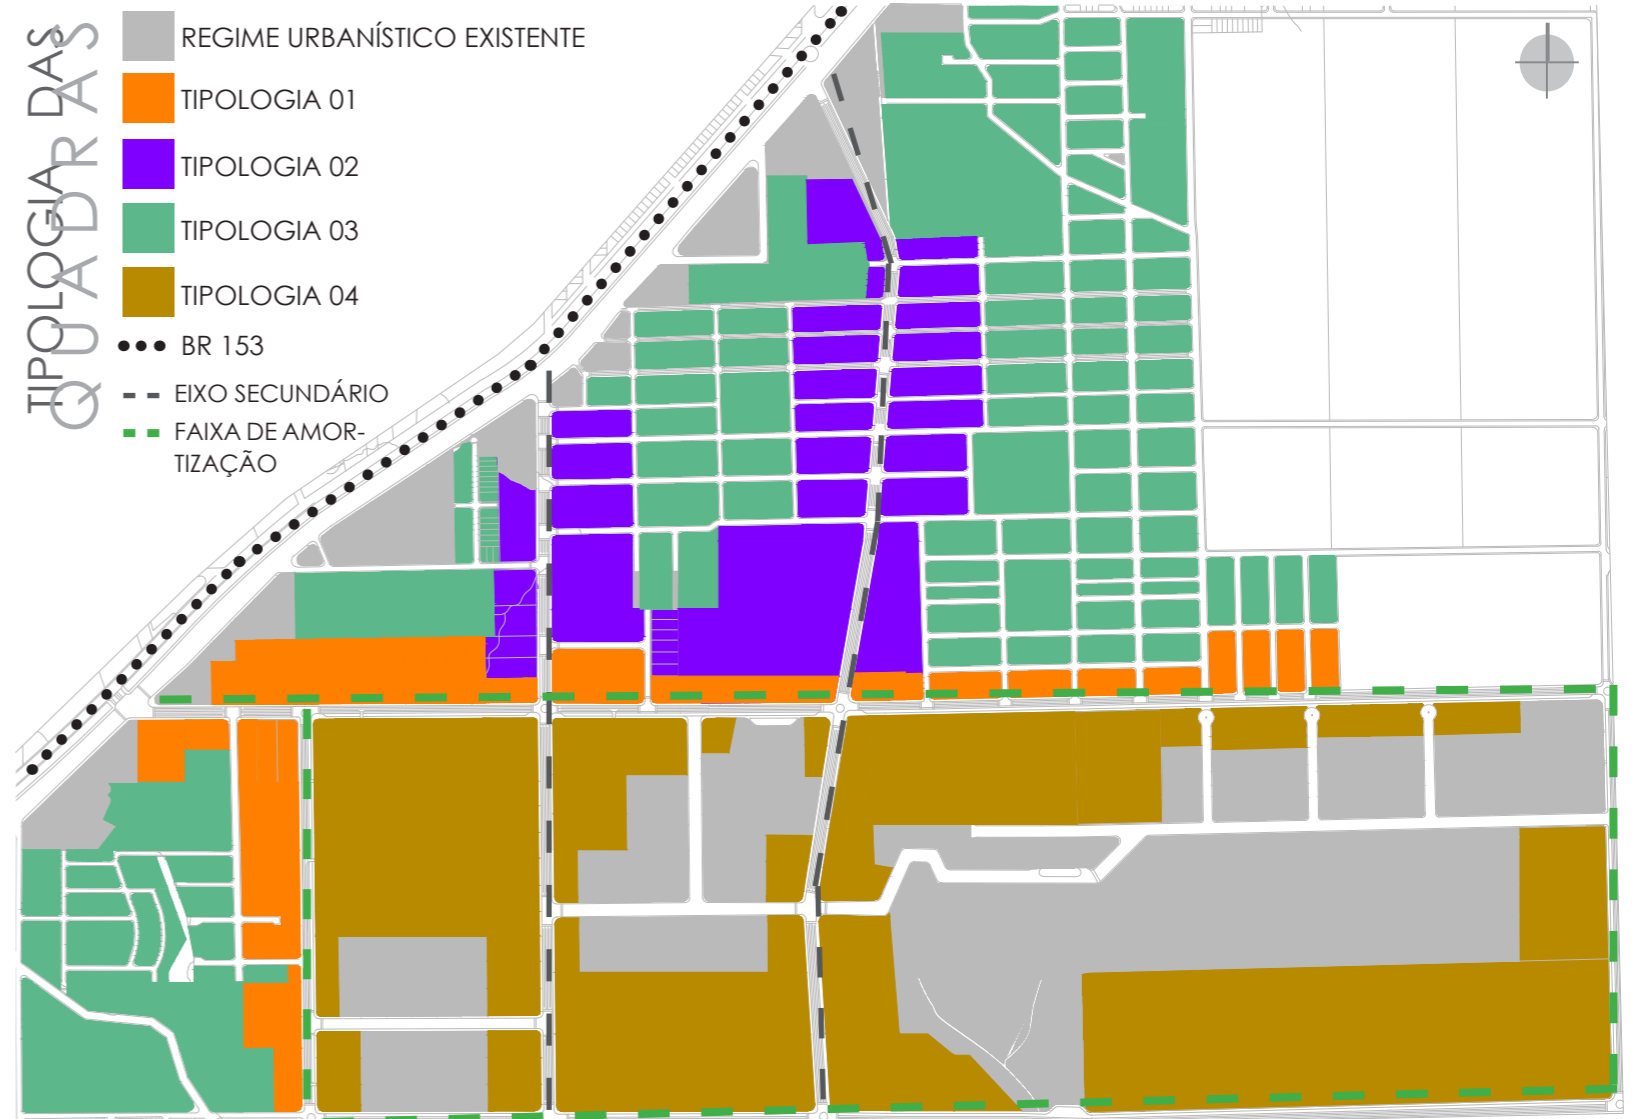 TIPOLOGIA DAS
QUADRAS
REGIME URBANÍSTICO EXISTENTE
TIPOLOGIA 01
TIPOLOGIA 02
TIPOLOGIA 03
TIPOLOGIA 04
BR 153
EIXO SECUNDÁRIO
FAIXA DE AMOR-
TIZAÇÃO